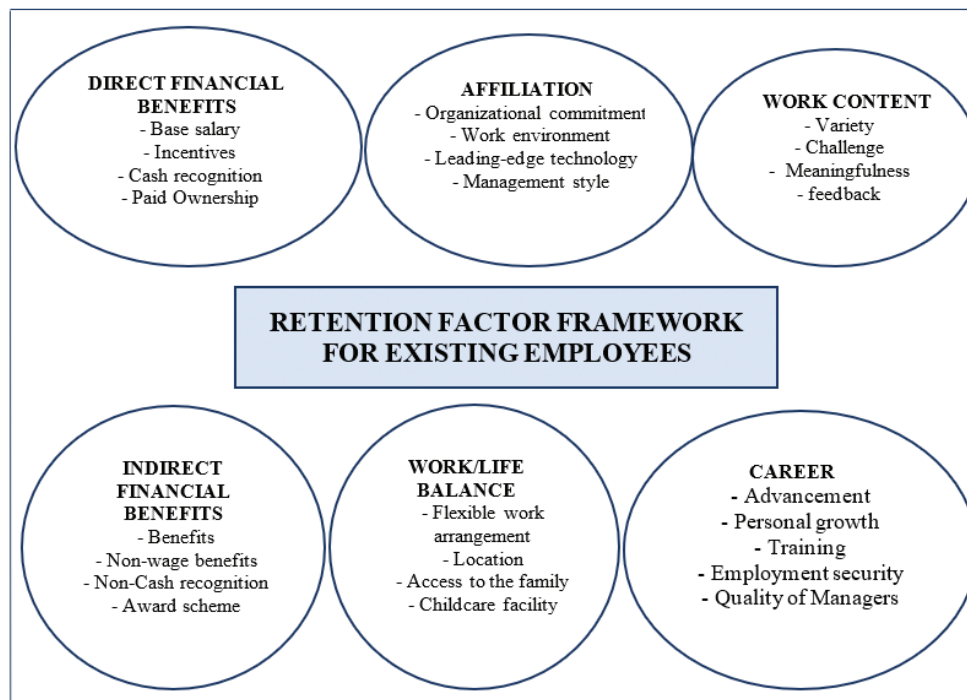 DIRECT FINANCIAL
BENEFITS
- Base salary
- Incentives
- Cash recognition
- Paid Ownership
AFFILIATION
- Organizational commitment
- Work environment
- Leading-edge technology
- Management style
WORK CONTENT
- Variety
- Challenge
- Meaningfulness
- feedback
RETENTION FACTOR FRAMEWORK
FOR EXISTING EMPLOYEES
INDIRECT
FINANCIAL
BENEFITS
- Benefits
- Non-wage benefits
- Non-Cash recognition
- Award scheme
WORK/LIFE
BALANCE
- Flexible work
arrangement
- Location
- Access to the family
- Childcare facility
CAREER
- Advancement
- Personal growth
- Training
- Employment security
- Quality of Managers